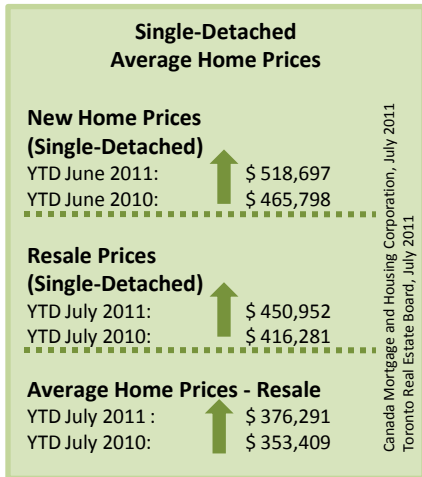 Single-Detached
Average Home Prices
New Home Prices
(Single-Detached)
YTD June 2011: $ 518,697
YTD June 2010: $ 465,798
Resale Prices
(Single-Detached)
YTD July 2011: $ 450,952
YTD July 2010: $ 416,281
Average Home Prices - Resale
YTD July 2011 : $ 376,291
YTD July 2010: $ 353,409
Canada Mortgage and Housing Corporation, July 2011
Toronto Real Estate Board, July 2011